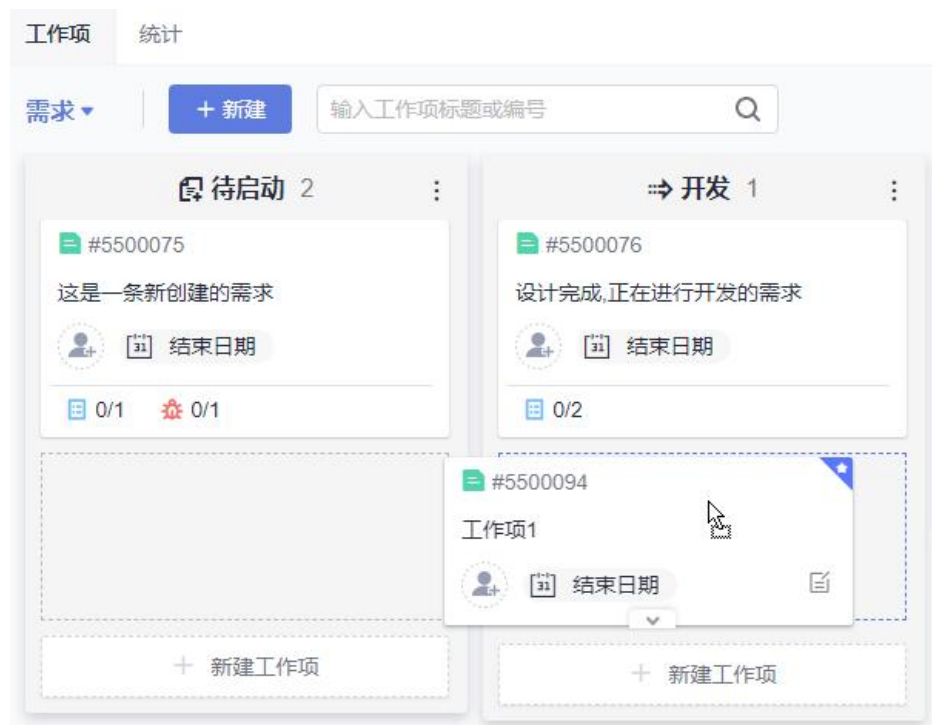 工作项 统计
需求 + 新建 输入工作项标题或编号
待启动 2
#5500075
这是一条新创建的需求
31 结束日期
0/1 0/1
+ 新建工作项
开发 1
#5500076
设计完成,正在进行开发的需求
31 结束日期
0/2
#5500094
工作项1
31 结束日期
+ 新建工作项